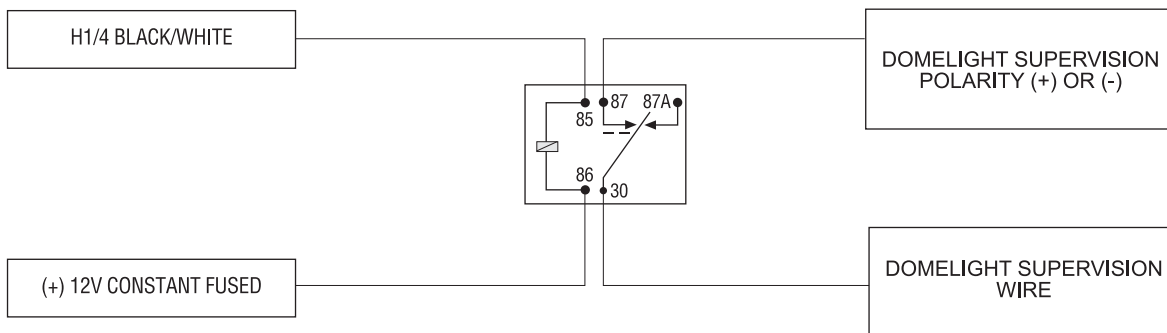 H1/4 BLACK/WHITE
DOMELIGHT SUPERVISION
POLARITY (+) OR (-)
87 87A
85
86
30
(+) 12V CONSTANT FUSED
DOMELIGHT SUPERVISION
WIRE